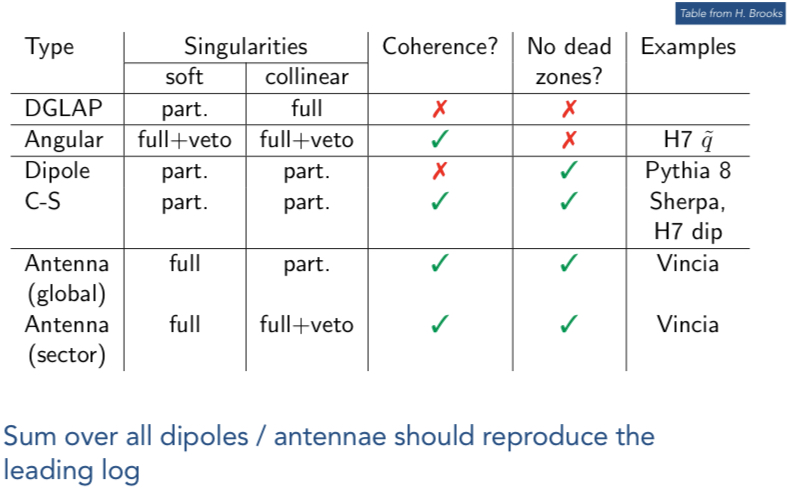 Table from H. Brooks
Type Singularities Coherence? No dead Examples
soft collinear zones?
DGLAP part. full ✗ ✗
Angular full+veto full+veto ✓ ✗ H7 q̃
Dipole part. part. ✗ ✓ Pythia 8
C-S part. part. ✓ ✓ Sherpa,
H7 dip
Antenna full part. ✓ ✓ Vincia
(global)
Antenna full full+veto ✓ ✓ Vincia
(sector)
Sum over all dipoles / antennae should reproduce the
leading log